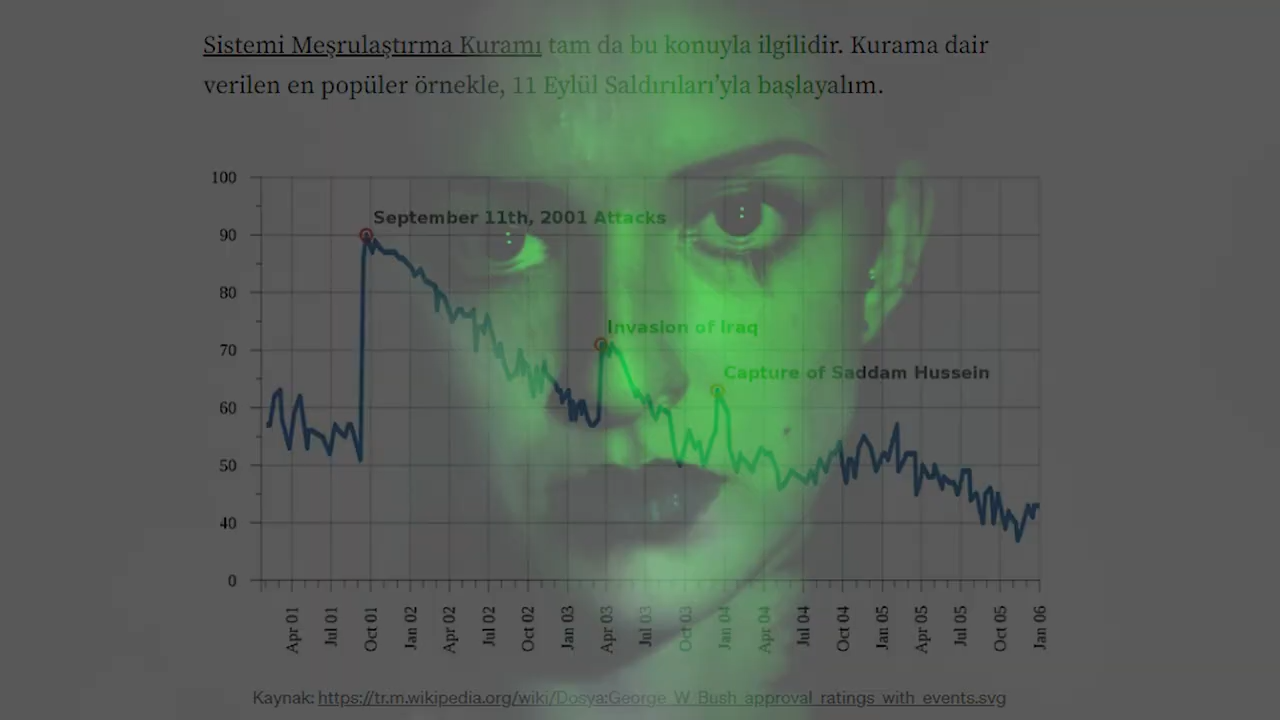 Sistemi Meşrulaştırma Kuramı tam da bu konuyla ilgilidir. Kurama dair
verilen en popüler örnekle, 11 Eylül Saldırıları’yla başlayalım.
100
September 11th, 2001 Attacks
90
80
Invasion of Iraq
70
Capture of Saddam Hussein
60
50
40
0
Apr 01 Jul 01 Oct 01 Jan 02 Apr 02 Jul 02 Oct 02 Jan 03 Apr 03 Jul 03 Oct 03 Jan 04 Apr 04 Jul 04 Oct 04 Jan 05 Apr 05 Jul 05 Oct 05 Jan 06
Kaynak: https://tr.m.wikipedia.org/wiki/Dosya:George_W_Bush_approval_ratings_with_events.svg